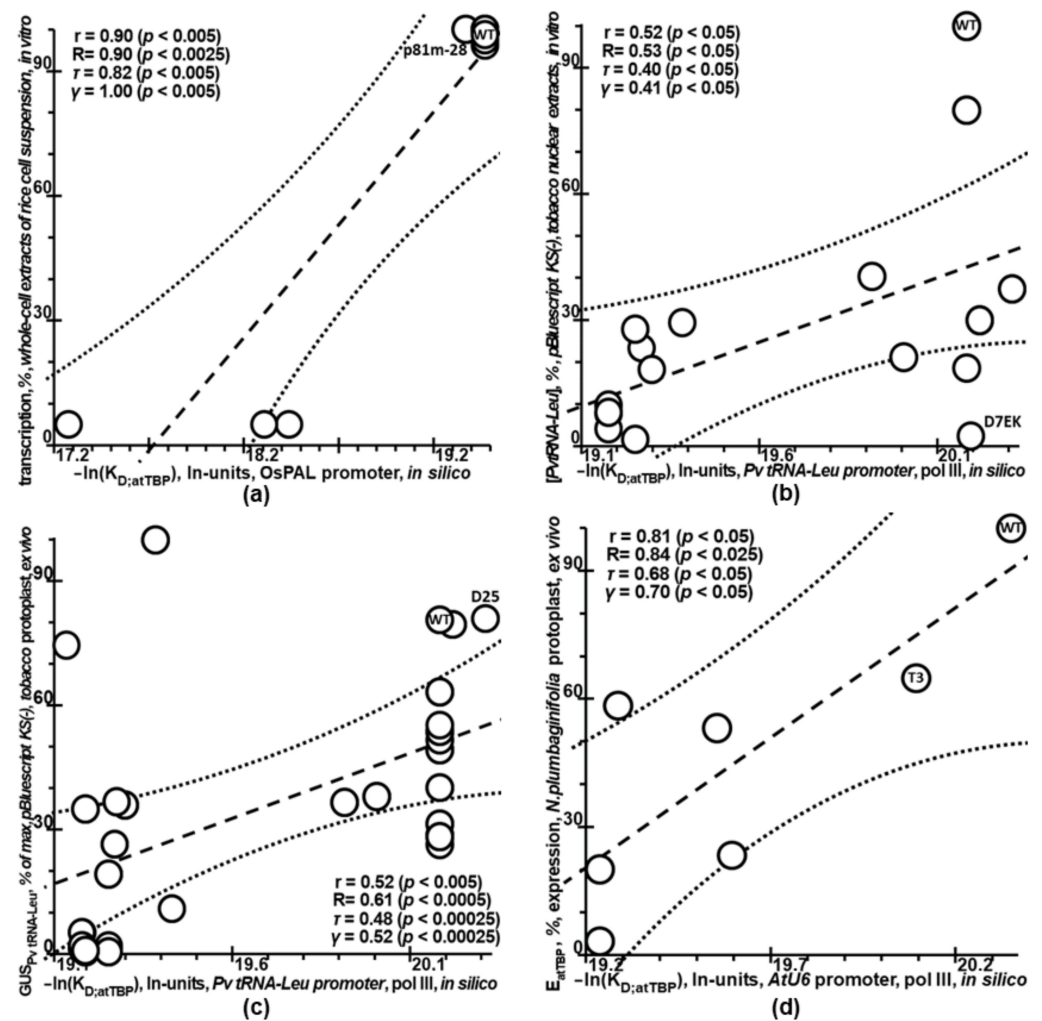 transcription, %, whole-cell extracts of rice cell suspension, in vitro
r = 0.90 (p < 0.005)
R= 0.90 (p < 0.0025)
τ = 0.82 (p < 0.005)
γ = 1.00 (p < 0.005)
WT
p81m-28
90
60
30
0
17.2 18.2 19.2
−ln(KD;atTBP), ln-units, OsPAL promoter, in silico
(a)
[PvtRNA-Leu], %, pBluescript KS(-), tobacco nuclear extracts, in vitro
r = 0.52 (p < 0.05)
R = 0.53 (p < 0.05)
τ = 0.40 (p < 0.05)
γ = 0.41 (p < 0.05)
WT
90
60
30
D7EK
0
19.1 19.6 20.1
−ln(KD;atTBP), ln-units, Pv tRNA-Leu promoter, pol III, in silico
(b)
GUSPv tRNA-Leu, % of max, pBluescript KS(-), tobacco protoplast, ex vivo
90
D25
WT
60
30
r = 0.52 (p < 0.005)
R = 0.61 (p < 0.0005)
τ = 0.48 (p < 0.00025)
γ = 0.52 (p < 0.00025)
0
19.1 19.6 20.1
−ln(KD;atTBP), ln-units, Pv tRNA-Leu promoter, pol III, in silico
(c)
EatTBP, %, expression, N.plumbaginifolia protoplast, ex vivo
r = 0.81 (p < 0.05)
R = 0.84 (p < 0.025)
τ = 0.68 (p < 0.05)
γ = 0.70 (p < 0.05)
WT
90
T3
60
30
0
19.2 19.7 20.2
−ln(KD;atTBP), ln-units, AtU6 promoter, pol III, in silico
(d)